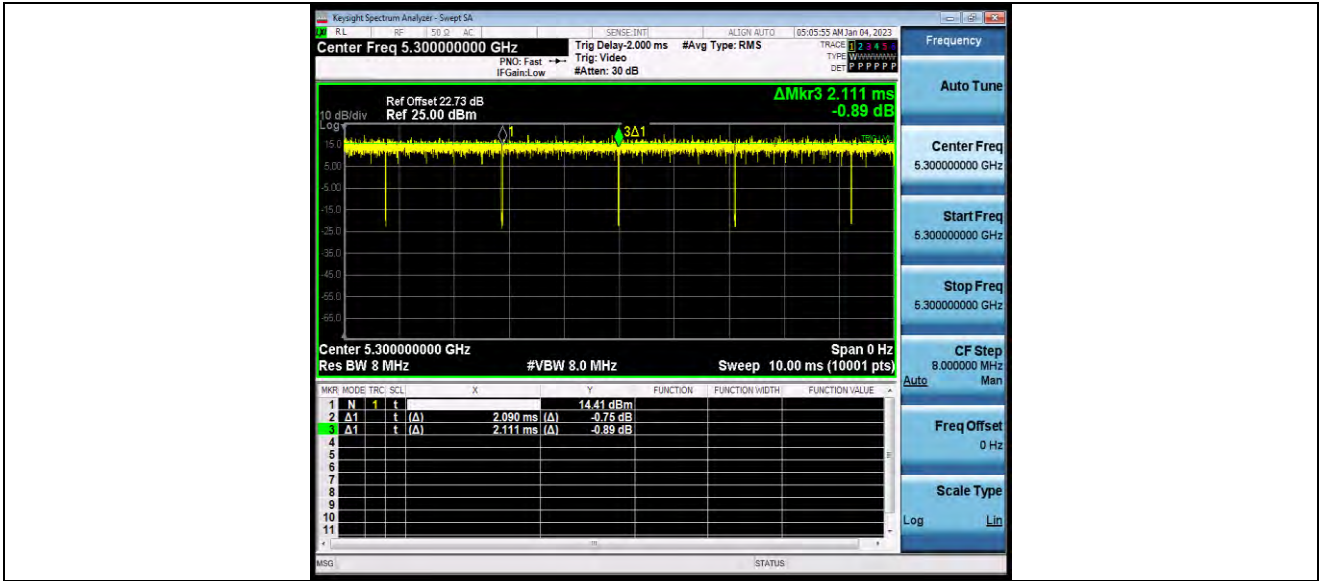 Keysight Spectrum Analyzer - Swept SA
RL RF 50 Ω AC SENSE:INT ALIGN AUTO 05:05:55 AM Jan 04, 2023
Center Freq 5.300000000 GHz
PNO: Fast
IFGain:Low
Trig Delay-2.000 ms
Trig: Video
#Atten: 30 dB
#Avg Type: RMS
TRACE 1 2 3 4 5 6
TYPE WWWWWW
DET P P P P P P
ΔMkr3 2.111 ms
-0.89 dB
Ref Offset 22.73 dB
10 dB/div Ref 25.00 dBm
Log
1
3Δ1
15.0
5.00
-5.00
-15.0
-25.0
-35.0
-45.0
-55.0
-65.0
Center 5.300000000 GHz Span 0 Hz
Res BW 8 MHz #VBW 8.0 MHz Sweep 10.00 ms (10001 pts)
MKR MODE TRC SCL X Y FUNCTION FUNCTION WIDTH FUNCTION VALUE
1 N 1 t 14.41 dBm
2 Δ1 t (Δ) 2.090 ms (Δ) -0.75 dB
3 Δ1 t (Δ) 2.111 ms (Δ) -0.89 dB
4
5
6
7
8
9
10
11
MSG STATUS
Frequency
Auto Tune
Center Freq
5.300000000 GHz
Start Freq
5.300000000 GHz
Stop Freq
5.300000000 GHz
CF Step
8.000000 MHz
Auto Man
Freq Offset
0 Hz
Scale Type
Log Lin